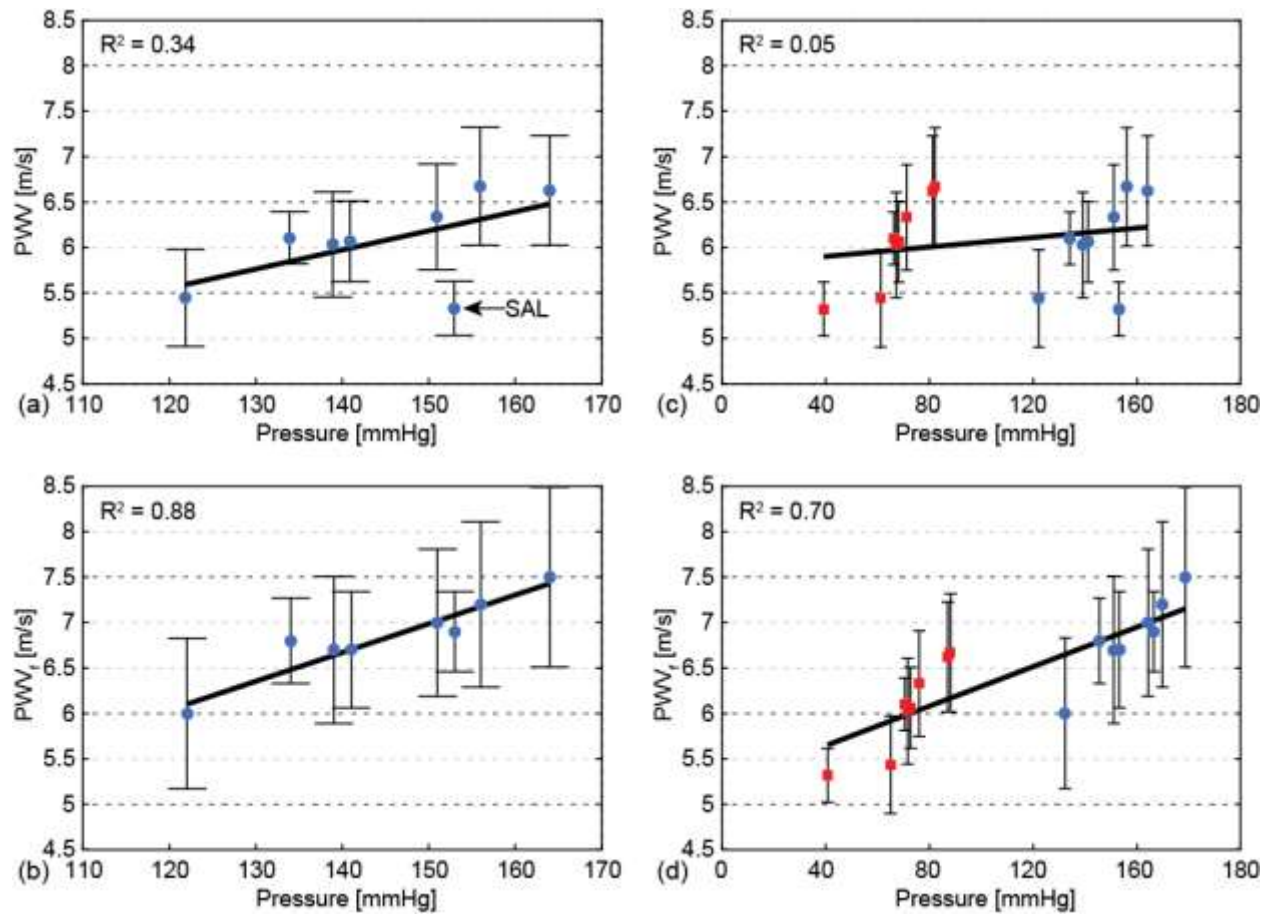 8.5
R² = 0.34
8
7.5
7
6.5
6
5.5
5
4.5
PWV [m/s]
SAL
(a)
110 120 130 140 150 160 170
Pressure [mmHg]
8.5
R² = 0.05
8
7.5
7
6.5
6
5.5
5
4.5
PWV [m/s]
(c)
0 40 80 120 160 180
Pressure [mmHg]
8.5
R² = 0.88
8
7.5
7
6.5
6
5.5
5
4.5
PWVf [m/s]
(b)
110 120 130 140 150 160 170
Pressure [mmHg]
8.5
R² = 0.70
8
7.5
7
6.5
6
5.5
5
4.5
PWVf [m/s]
(d)
0 40 80 120 160 180
Pressure [mmHg]